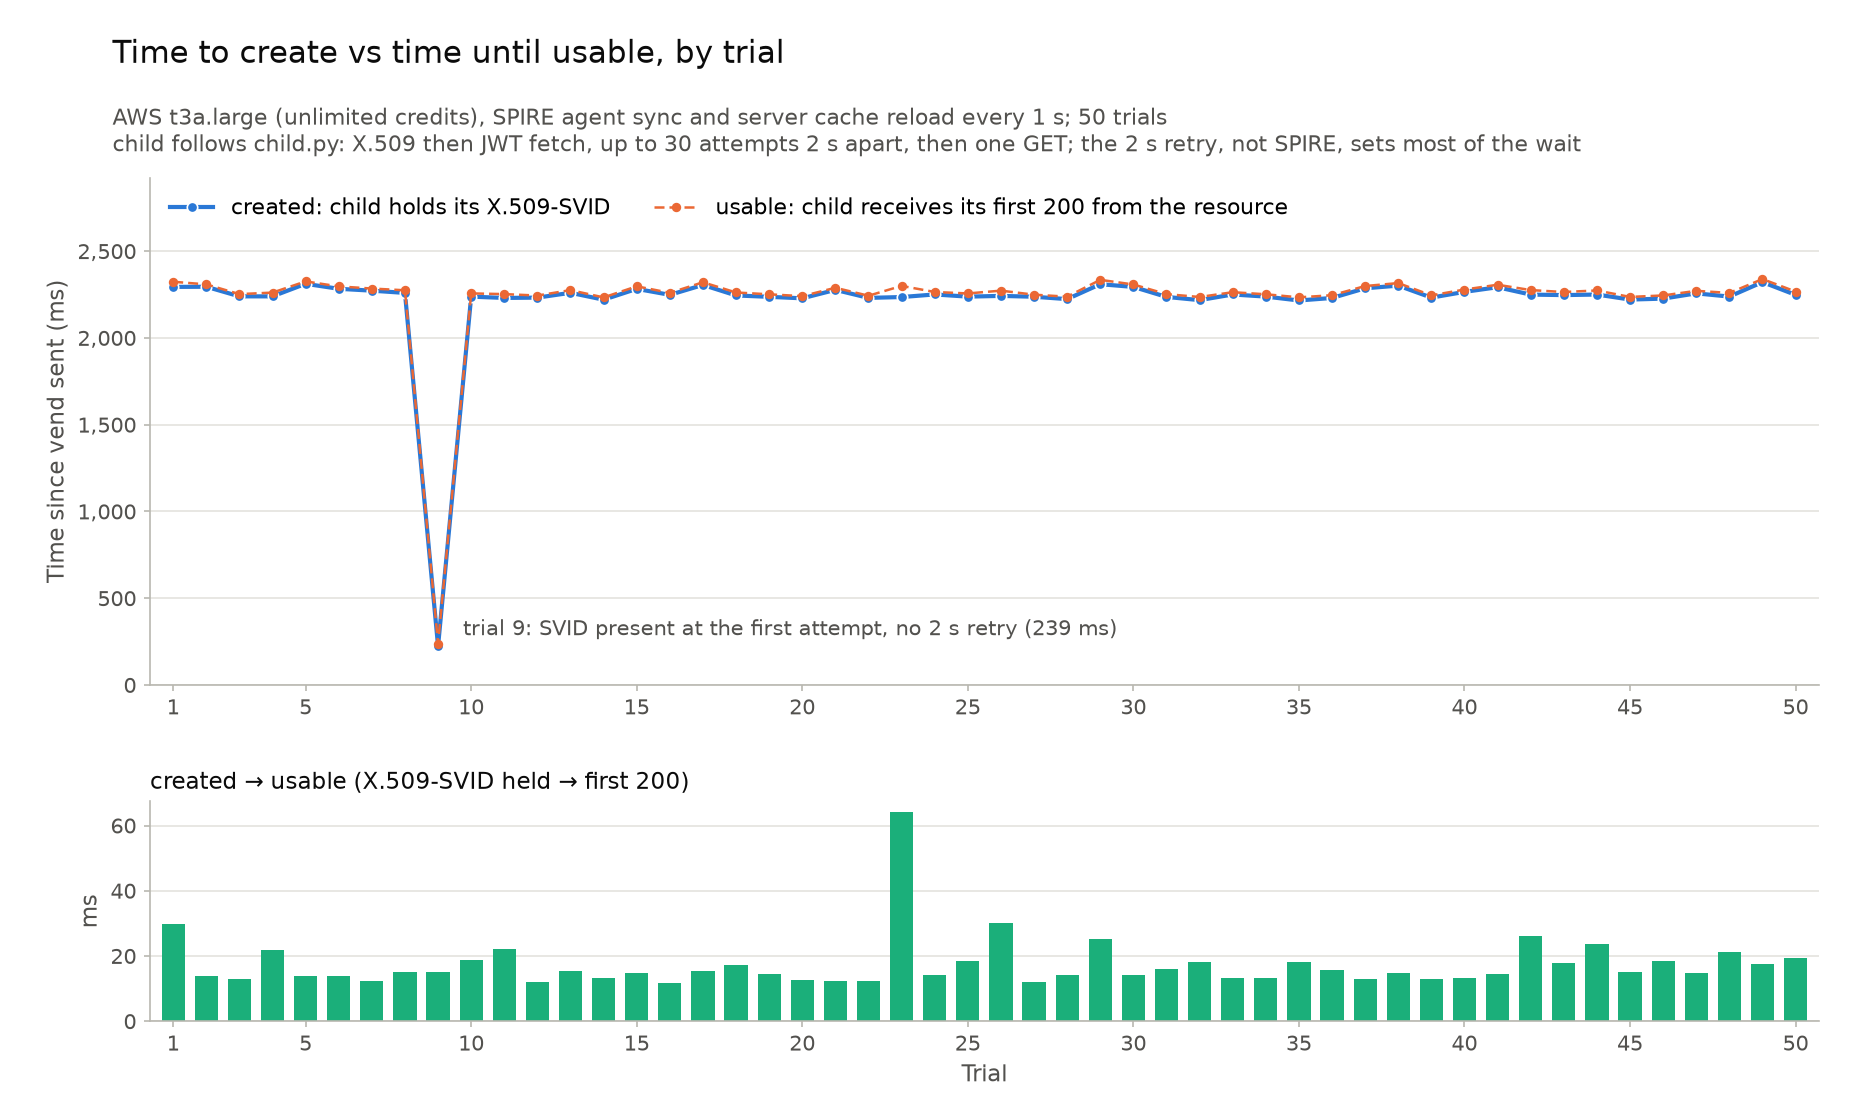 Time to create vs time until usable, by trial
AWS t3a.large (unlimited credits), SPIRE agent sync and server cache reload every 1 s; 50 trials
child follows child.py: X.509 then JWT fetch, up to 30 attempts 2 s apart, then one GET; the 2 s retry, not SPIRE, sets most of the wait
created: child holds its X.509-SVID
usable: child receives its first 200 from the resource
Time since vend sent (ms)
2,500
2,000
1,500
1,000
500
0
trial 9: SVID present at the first attempt, no 2 s retry (239 ms)
1 5 10 15 20 25 30 35 40 45 50
created → usable (X.509-SVID held → first 200)
ms
60
40
20
0
1 5 10 15 20 25 30 35 40 45 50
Trial